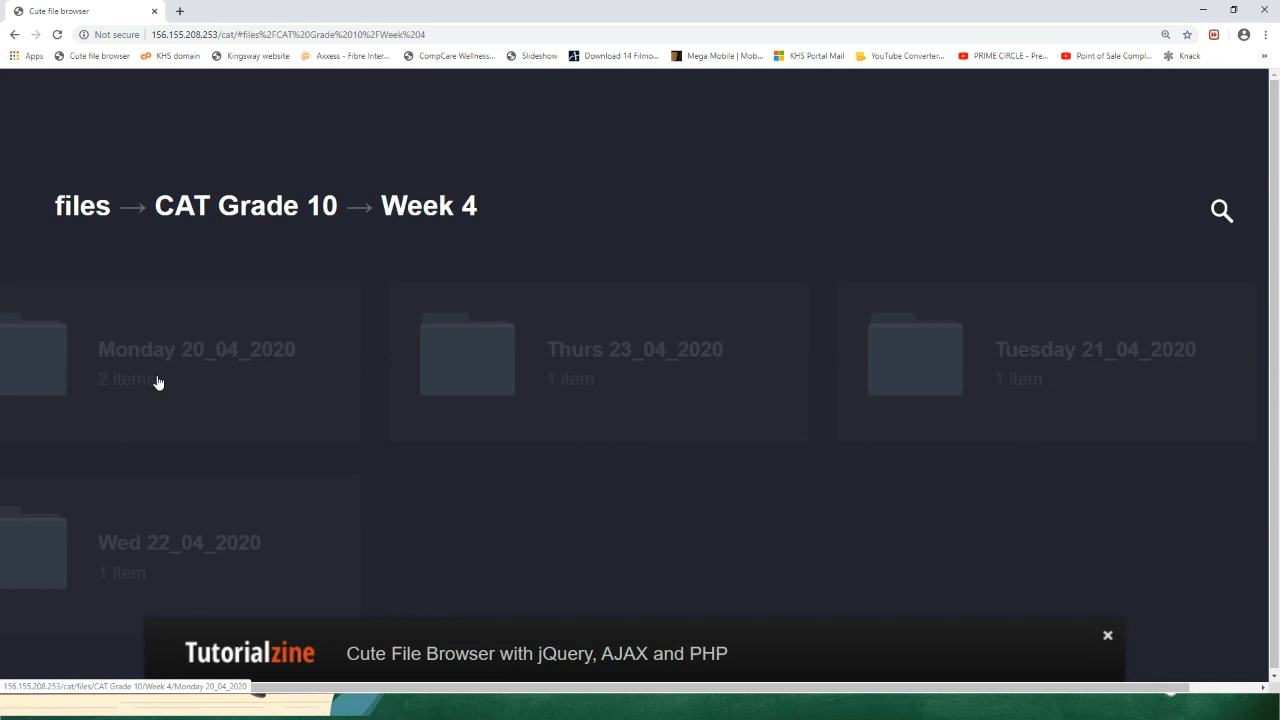 Cute file browser
Not secure
156.155.208.253/cat/#files%2FCAT%20Grade%2010%2FWeek%204
Apps
Cute file browser
KHS domain
Kingsway website
Axxess - Fibre Inter...
CompCare Wellness...
Slideshow
Download 14 Filmo...
Mega-Mobile | Mob...
KHS Portal Mail
YouTube Converter...
PRIME CIRCLE - Pre...
Point of Sale Compl...
Knack
files → CAT Grade 10 → Week 4
Monday 20_04_2020
2 items
Thurs 23_04_2020
1 item
Tuesday 21_04_2020
1 item
Wed 22_04_2020
1 item
Tutorialzine
Cute File Browser with jQuery, AJAX and PHP
156.155.208.253/cat/files/CAT Grade 10/Week 4/Monday 20_04_2020